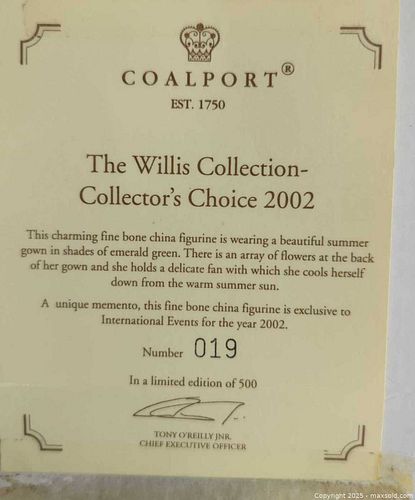 COALPORT®
EST. 1750
The Willis Collection-
Collector's Choice 2002
This charming fine bone china figurine is wearing a beautiful summer
gown in shades of emerald green. There is an array of flowers at the back
of her gown and she holds a delicate fan with which she cools herself
down from the warm summer sun.
A unique memento, this fine bone china figurine is exclusive to
International Events for the year 2002.
Number 019
In a limited edition of 500
TONY O'REILLY JNR.
CHIEF EXECUTIVE OFFICER
Copyright 2025 - maxsold.com